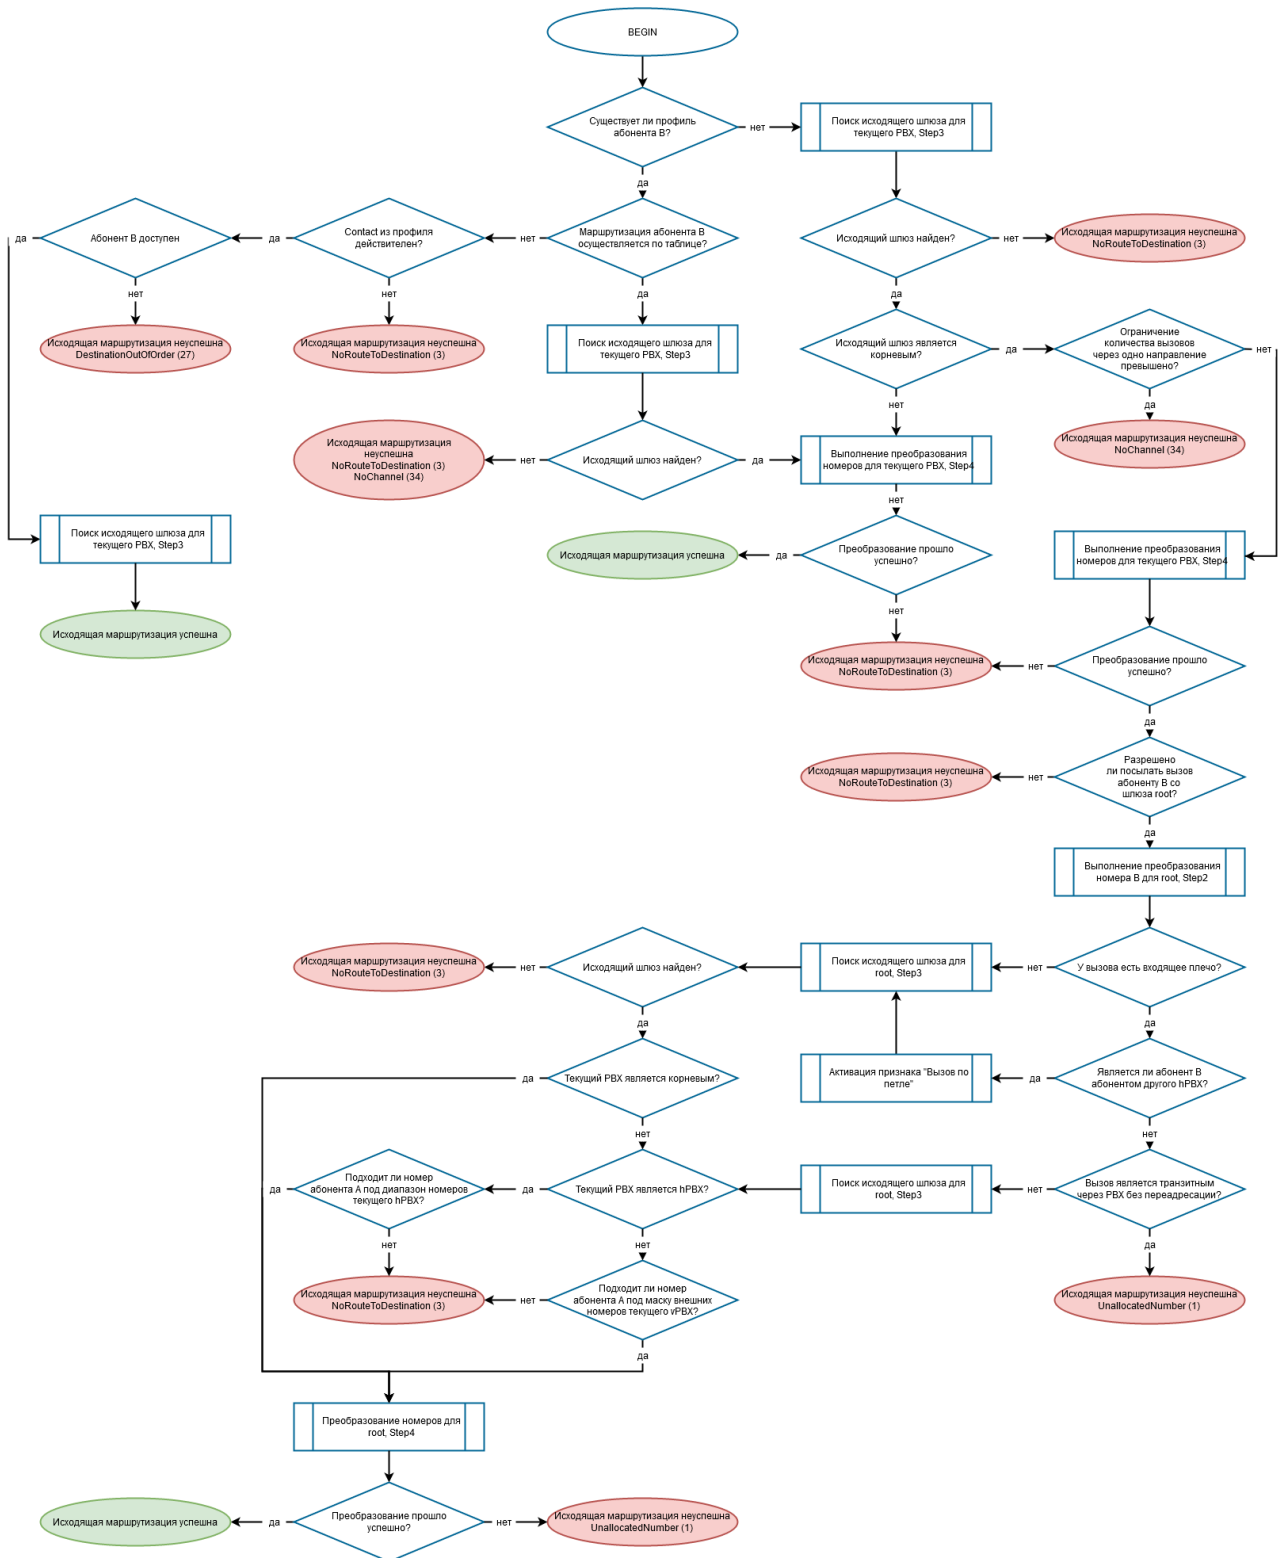 BEGIN
Существует ли профиль
абонента B?
нет
Поиск исходящего шлюза для
текущего PBX, Step3
да
да
Абонент B доступен
да
Contact из профиля
действителен?
нет
Маршрутизация абонента B
осуществляется по таблице?
Исходящий шлюз найден?
нет
Исходящая маршрутизация неуспешна
NoRouteToDestination (3)
нет
нет
да
да
Исходящая маршрутизация неуспешна
DestinationOutOfOrder (27)
Исходящая маршрутизация неуспешна
NoRouteToDestination (3)
Поиск исходящего шлюза для
текущего PBX, Step3
Исходящий шлюз является
корневым?
да
Ограничение
количества вызовов
через одно направление
превышено?
нет
нет
да
Исходящая маршрутизация
неуспешна
NoRouteToDestination (3)
NoChannel (34)
нет
Исходящий шлюз найден?
да
Выполнение преобразования
номеров для текущего PBX, Step4
Исходящая маршрутизация неуспешна
NoChannel (34)
нет
Поиск исходящего шлюза для
текущего PBX, Step3
Исходящая маршрутизация успешна
да
Преобразование прошло
успешно?
Выполнение преобразования
номеров для текущего PBX, Step4
нет
Исходящая маршрутизация успешна
Исходящая маршрутизация неуспешна
NoRouteToDestination (3)
нет
Преобразование прошло
успешно?
да
Исходящая маршрутизация неуспешна
NoRouteToDestination (3)
нет
Разрешено
ли посылать вызов
абоненту B со
шлюза root?
да
Выполнение преобразования
номера B для root, Step2
Исходящая маршрутизация неуспешна
NoRouteToDestination (3)
нет
Исходящий шлюз найден?
Поиск исходящего шлюза для
root, Step3
нет
У вызова есть входящее плечо?
да
да
да
Текущий PBX является корневым?
Активация признака "Вызов по
петле"
да
Является ли абонент B
абонентом другого hPBX?
нет
нет
да
Подходит ли номер
абонента A под диапазон номеров
текущего hPBX?
да
Текущий PBX является hPBX?
Поиск исходящего шлюза для
root, Step3
нет
Вызов является транзитным
через PBX без переадресации?
нет
нет
да
Исходящая маршрутизация неуспешна
NoRouteToDestination (3)
нет
Подходит ли номер
абонента A под маску внешних
номеров текущего vPBX?
Исходящая маршрутизация неуспешна
UnallocatedNumber (1)
да
Преобразование номеров для
root, Step4
Исходящая маршрутизация успешна
да
Преобразование прошло
успешно?
нет
Исходящая маршрутизация неуспешна
UnallocatedNumber (1)